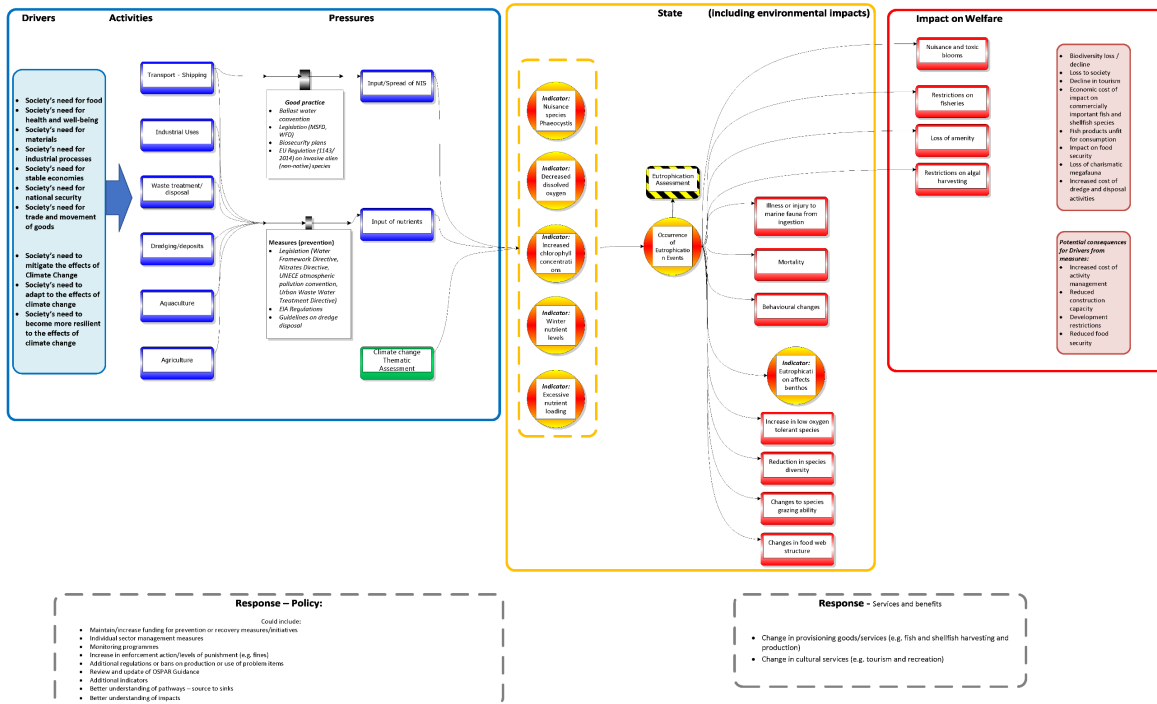 Drivers
Activities
Pressures
State
(including environmental impacts)
Impact on Welfare
• Society's need for food
• Society's need for
health and well-being
• Society's need for
materials
• Society's need for
industrial processes
• Society's need for
stable economies
• Society's need for
national security
• Society's need for
trade and movement
of goods
• Society's need to
mitigate the effects of
Climate Change
• Society's need to
adapt to the effects of
climate change
• Society's need to
become more resilient
to the effects of
climate change
Transport - Shipping
Industrial Uses
Waste treatment/
disposal
Dredging/deposits
Aquaculture
Agriculture
Good practice
• Ballast water
convention
• Legislation (MSFD,
WFD)
• Biosecurity plans
• EU Regulation (1143/
2014) on invasive alien
(non-native) species
Measures (prevention)
• Legislation (Water
Framework Directive,
Nitrates Directive,
UNECE atmospheric
pollution convention,
Urban Waste Water
Treatment Directive)
• EIA Regulations
• Guidelines on dredge
disposal
Input/Spread of NIS
Input of nutrients
Climate change
Thematic
Assessment
Indicator:
Nuisance
species
Phaeocystis
Indicator:
Decreased
dissolved
oxygen
Indicator:
Increased
chlorophyll
concentrati
ons
Indicator:
Winter
nutrient
levels
Indicator:
Excessive
nutrient
loading
Eutrophication
Assessment
Occurrence
of
Eutrophicatio
n Events
Illness or injury to
marine fauna from
ingestion
Mortality
Behavioural changes
Indicator:
Eutrophicati
on affects
benthos
Increase in low oxygen
tolerant species
Reduction in species
diversity
Changes to species
grazing ability
Changes in food web
structure
Nuisance and toxic
blooms
Restrictions on
fisheries
Loss of amenity
Restrictions on algal
harvesting
• Biodiversity loss /
decline
• Loss to society
• Decline in tourism
• Economic cost of
impact on
commercially
important fish and
shellfish species
• Fish products unfit
for consumption
• Impact on food
security
• Loss of charismatic
megafauna
• Increased cost of
dredge and disposal
activities
Potential consequences
for Drivers from
measures:
• Increased cost of
activity
management
• Reduced
construction
capacity
• Development
restrictions
• Reduced food
security
Response – Policy:
Could include:
• Maintain/increase funding for prevention or recovery measures/initiatives
• Individual sector management measures
• Monitoring programmes
• Increase in enforcement action/levels of punishment (e.g. fines)
• Additional regulations or bans on production or use of problem items
• Review and update of OSPAR Guidance
• Additional indicators
• Better understanding of pathways – source to sinks
• Better understanding of impacts
Response - Services and benefits
• Change in provisioning goods/services (e.g. fish and shellfish harvesting and
production)
• Change in cultural services (e.g. tourism and recreation)